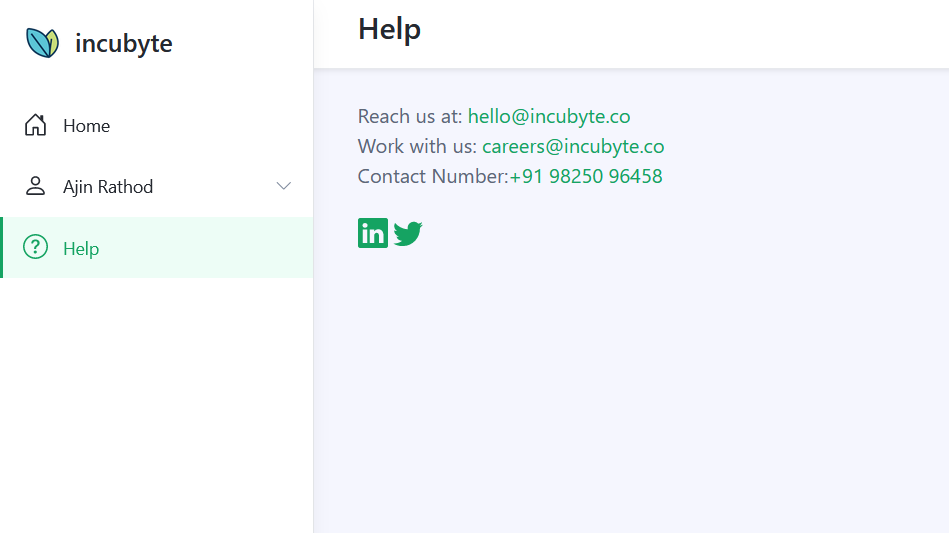 incubyte
Home
Ajin Rathod
Help
Help
Reach us at: hello@incubyte.co
Work with us: careers@incubyte.co
Contact Number:+91 98250 96458
in